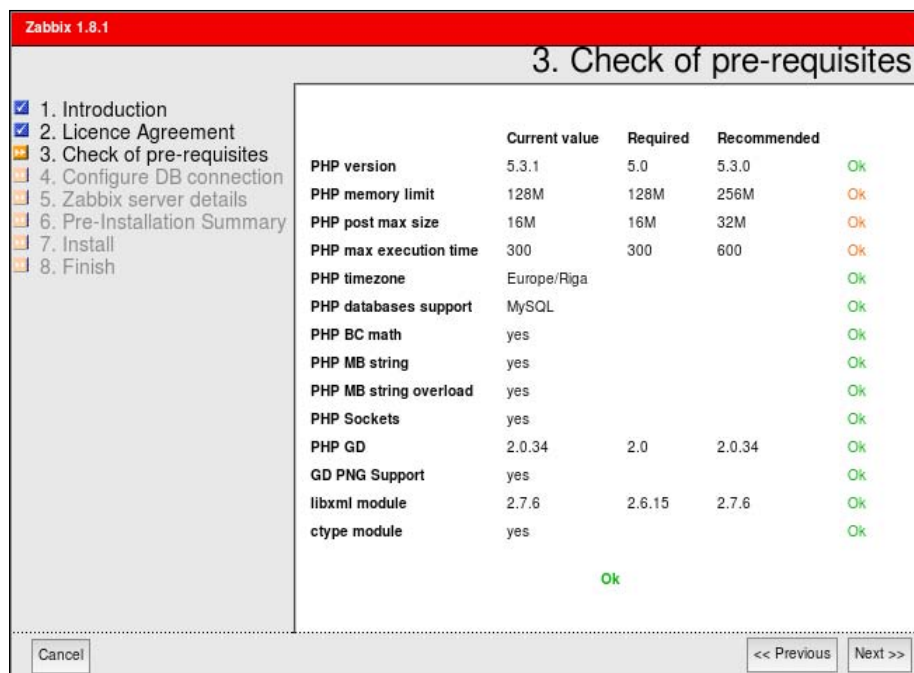 Zabbix 1.8.1
3. Check of pre-requisites
1. Introduction
2. Licence Agreement
3. Check of pre-requisites
4. Configure DB connection
5. Zabbix server details
6. Pre-Installation Summary
7. Install
8. Finish
Current value Required Recommended
PHP version 5.3.1 5.0 5.3.0 Ok
PHP memory limit 128M 128M 256M Ok
PHP post max size 16M 16M 32M Ok
PHP max execution time 300 300 600 Ok
PHP timezone Europe/Riga Ok
PHP databases support MySQL Ok
PHP BC math yes Ok
PHP MB string yes Ok
PHP MB string overload yes Ok
PHP Sockets yes Ok
PHP GD 2.0.34 2.0 2.0.34 Ok
GD PNG Support yes Ok
libxml module 2.7.6 2.6.15 2.7.6 Ok
ctype module yes Ok
Ok
Cancel << Previous Next >>